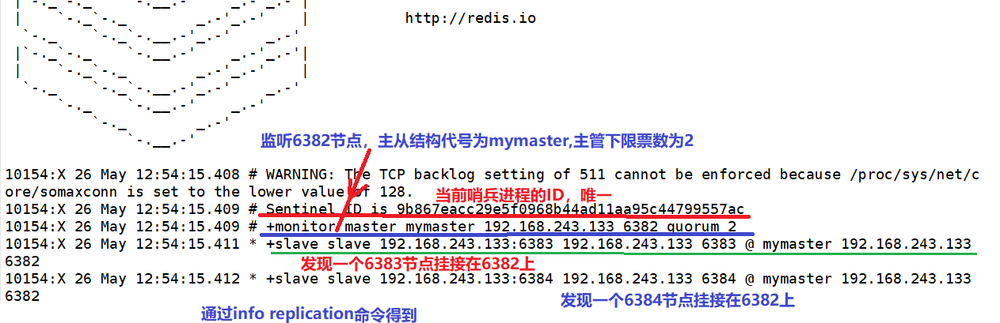 http://redis.io
监听6382节点，主从结构代号为mymaster,主管下限票数为2
10154:X 26 May 12:54:15.408 # WARNING: The TCP backlog setting of 511 cannot be enforced because /proc/sys/net/c
ore/somaxconn is set to the lower value of 128.
当前哨兵进程的ID，唯一
10154:X 26 May 12:54:15.409 # Sentinel ID is 9b867eacc29e5f0968b44ad11aa95c44799557ac
10154:X 26 May 12:54:15.409 # +monitor master mymaster 192.168.243.133 6382 quorum 2
10154:X 26 May 12:54:15.411 * +slave slave 192.168.243.133:6383 192.168.243.133 6383 @ mymaster 192.168.243.133
6382
发现一个6383节点挂接在6382上
10154:X 26 May 12:54:15.412 * +slave slave 192.168.243.133:6384 192.168.243.133 6384 @ mymaster 192.168.243.133
6382
发现一个6384节点挂接在6382上
通过info replication命令得到